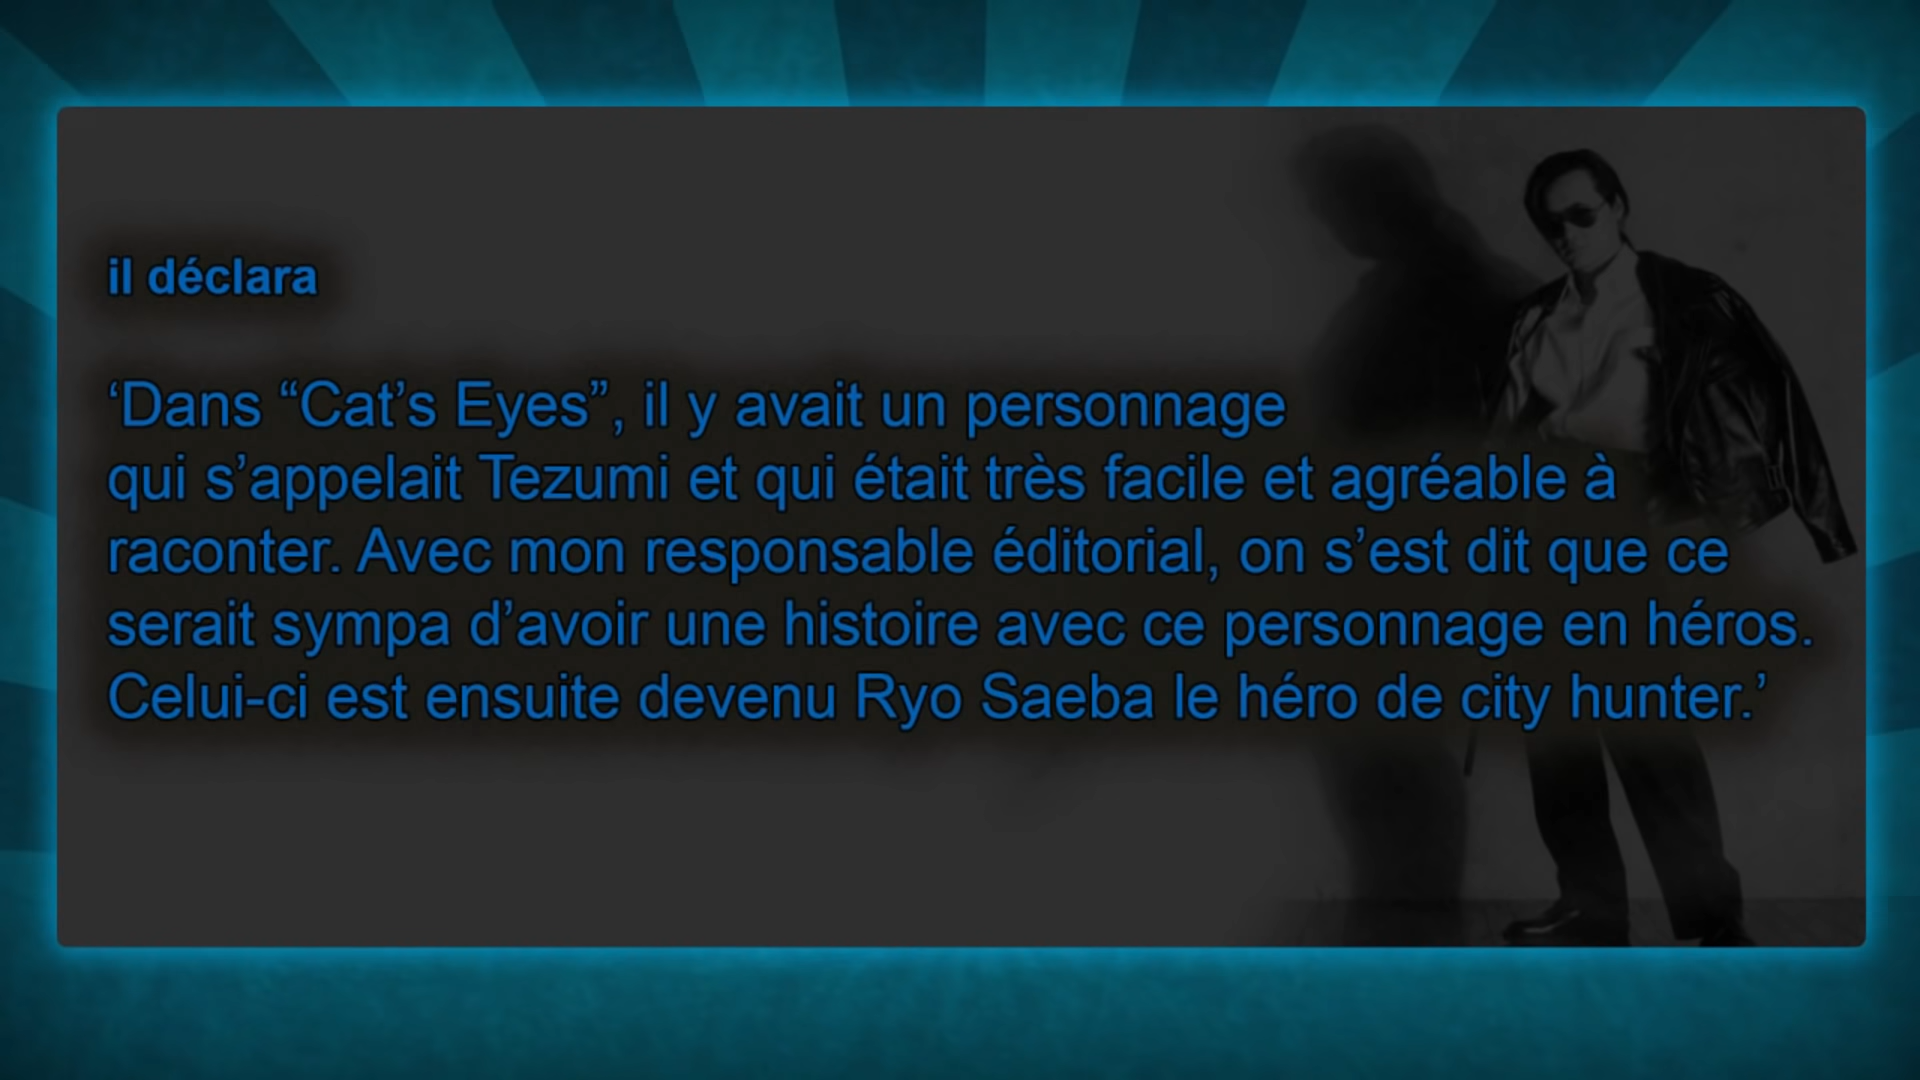 il déclara
‘Dans “Cat’s Eyes”, il y avait un personnage
qui s’appelait Tezumi et qui était très facile et agréable à
raconter. Avec mon responsable éditorial, on s’est dit que ce
serait sympa d’avoir une histoire avec ce personnage en héros.
Celui-ci est ensuite devenu Ryo Saeba le héro de city hunter.’